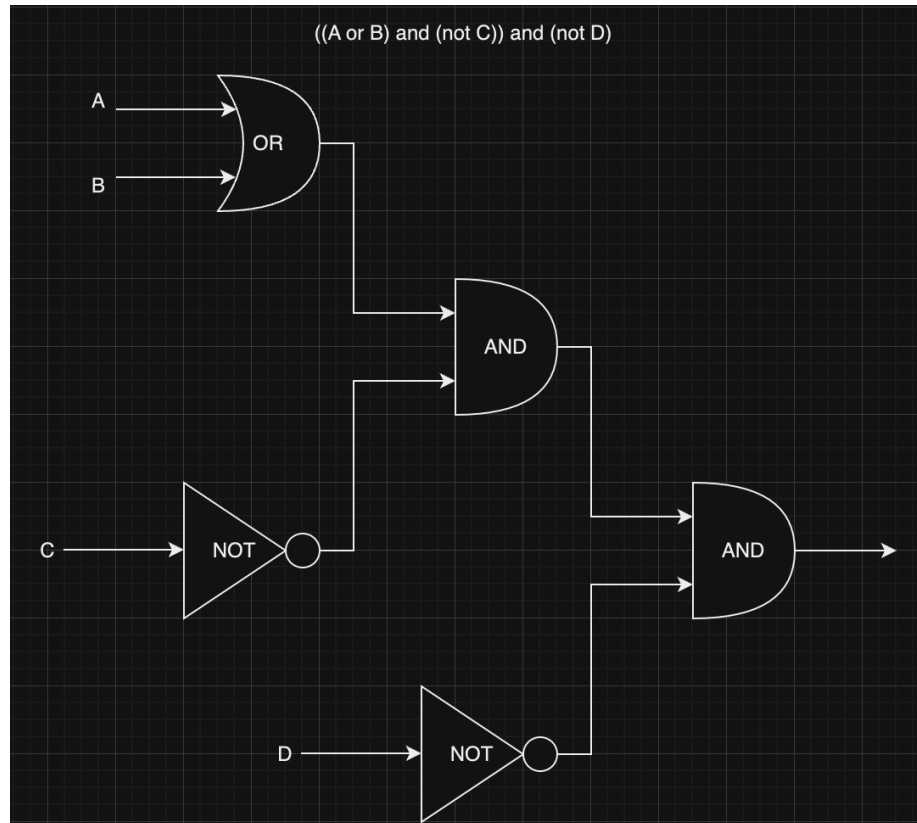 ((A or B) and (not C)) and (not D)
A
OR
B
AND
C
NOT
AND
D
NOT